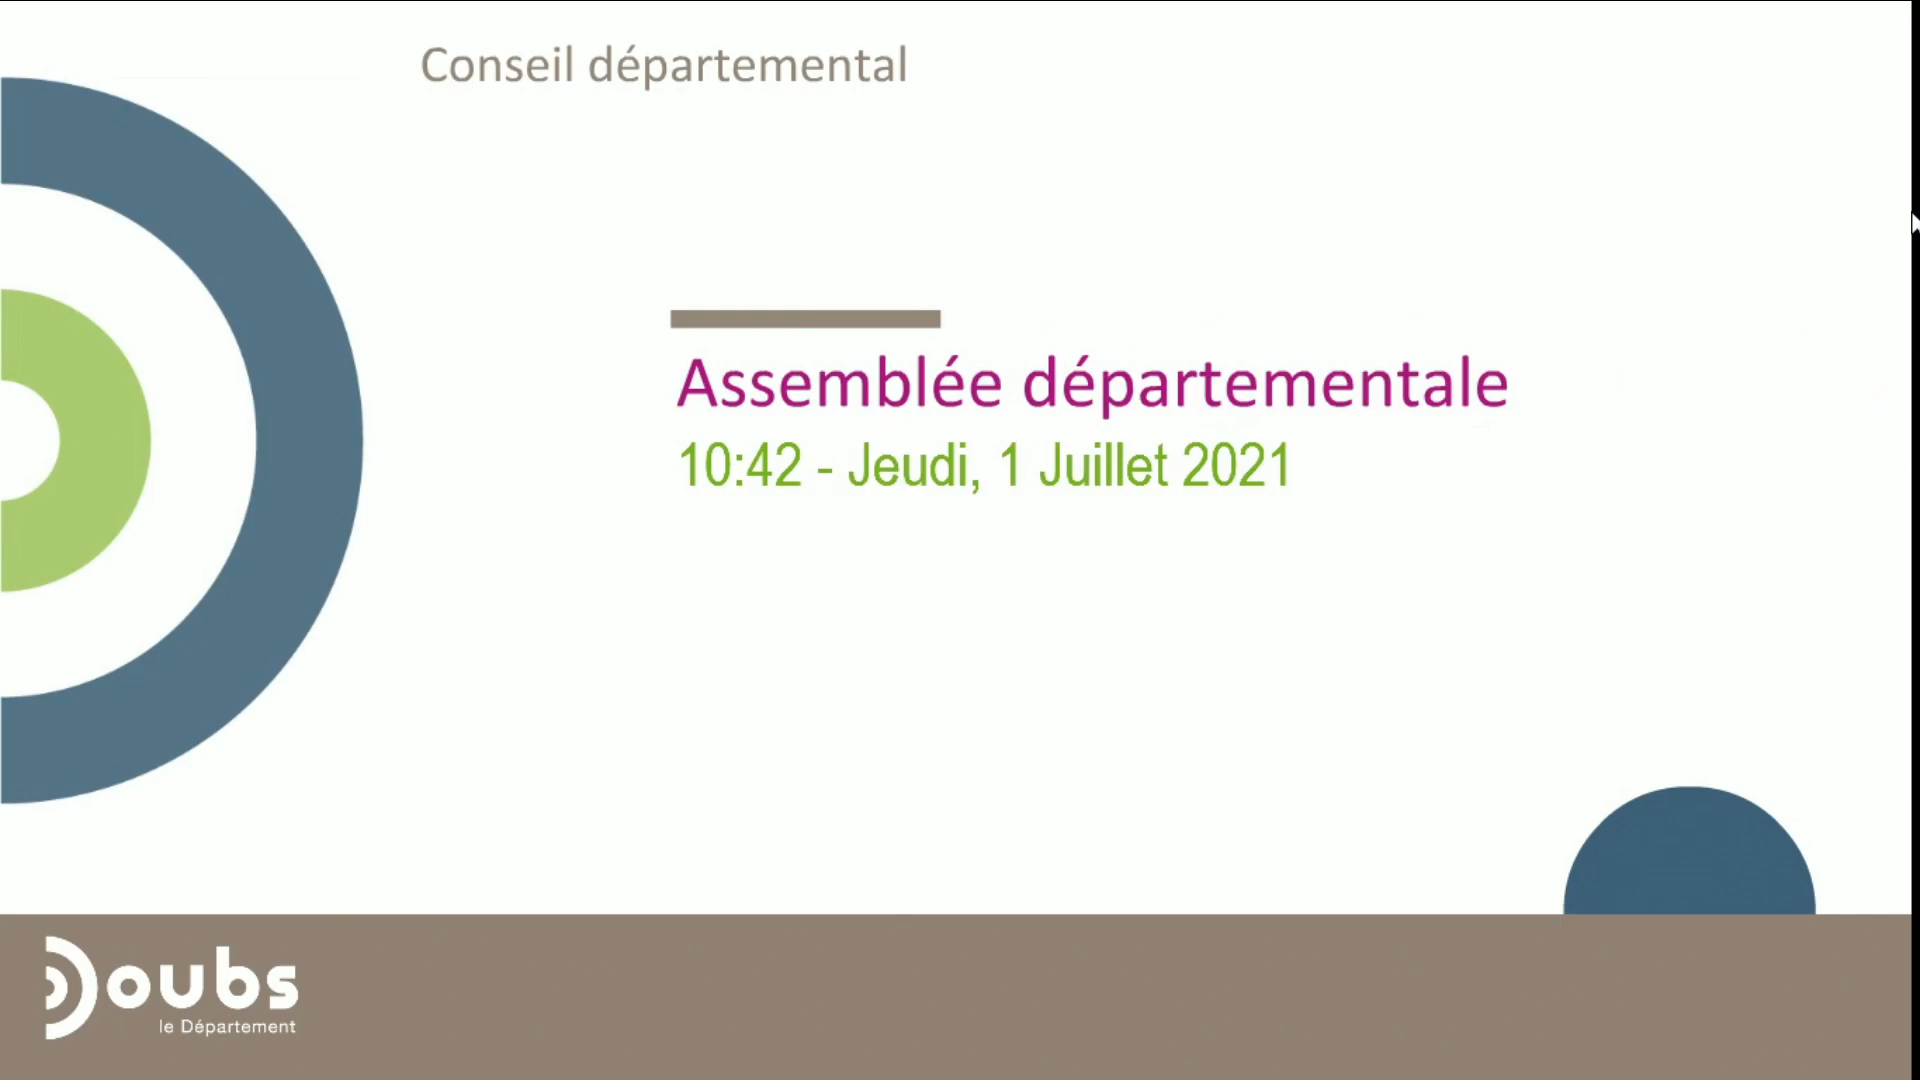 Conseil départemental
Assemblée départementale
10:42 - Jeudi, 1 Juillet 2021
Doubs
le Département